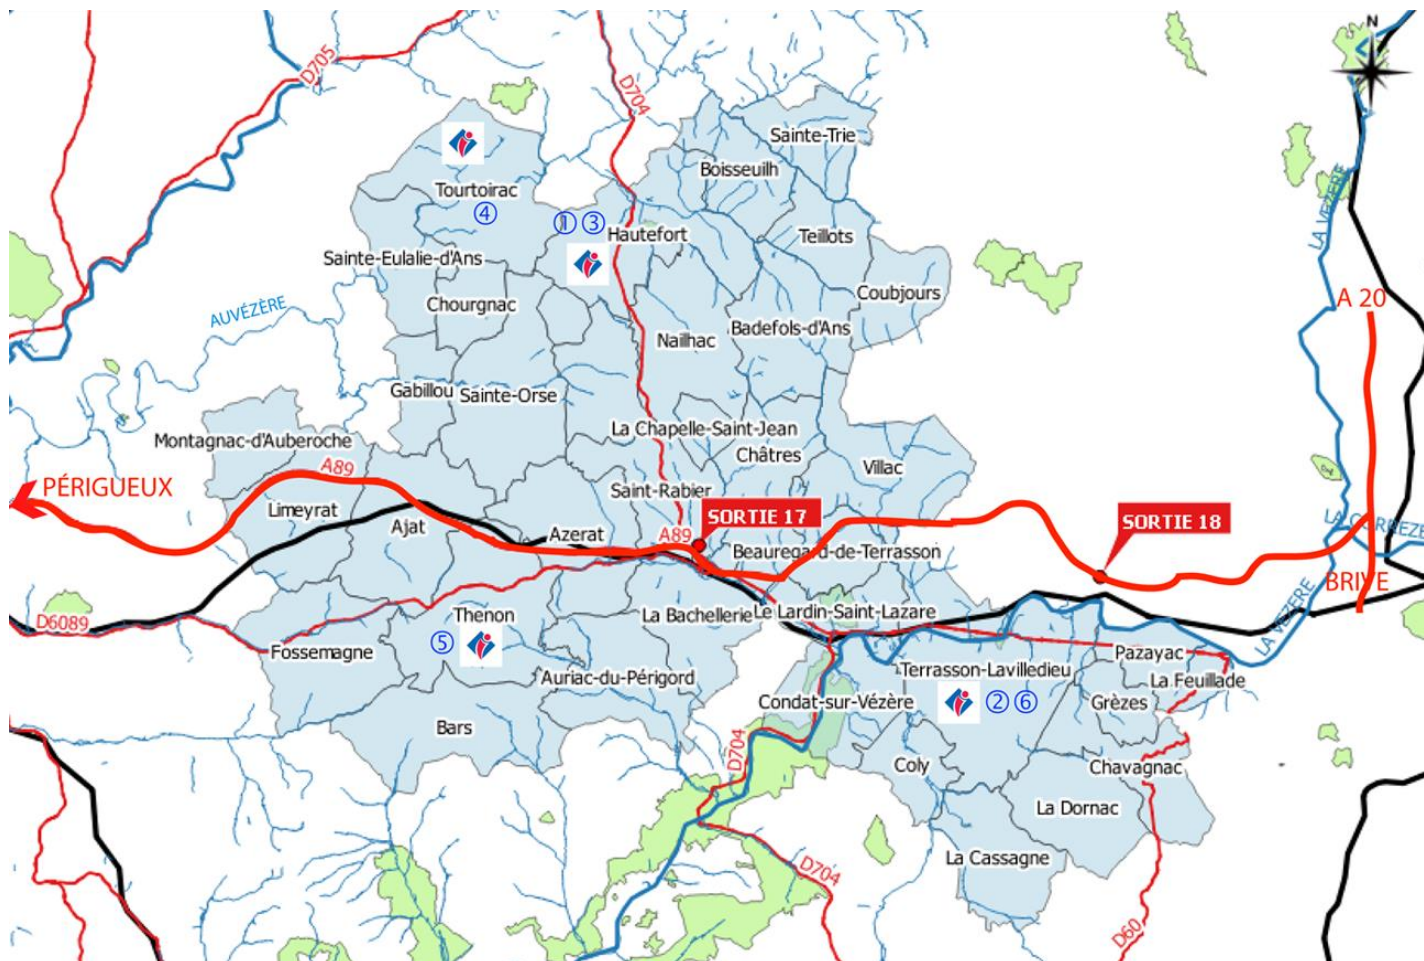 N
D705
D704
Sainte-Trie
Boisseuilh
Tourtoirac
④
① ③
Hautefort
Teillots
LA VÉZÈRE
Sainte-Eulalie-d'Ans
Chourgnac
Coubjours
A 20
AUVÉZÈRE
Badefols-d'Ans
Nailhac
Gabillou
Sainte-Orse
La Chapelle-Saint-Jean
Montagnac-d'Auberoche
Châtres
Villac
A89
PÉRIGUEUX
Saint-Rabier
Limeyrat
SORTIE 17
SORTIE 18
LA CORRÈZE
Ajat
Azerat
A89
Beauregard-de-Terrasson
BRIVE
D6089
Thenon
La Bachellerie
Le Lardin-Saint-Lazare
LA VÉZÈRE
⑤
Fossemagne
Pazayac
Auriac-du-Périgord
Terrasson-Lavilledieu
La Feuillade
Condat-sur-Vézère
② ⑥
Grèzes
Bars
D704
Coly
Chavagnac
La Dornac
La Cassagne
D704
D60